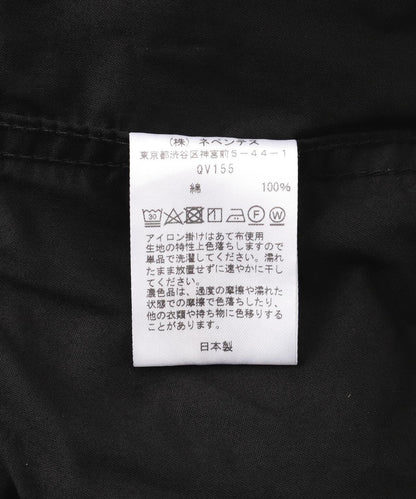 (株) ネペンテス
東京都渋谷区神宮前5-44-1
QV155
綿 100%
30 F W
アイロン掛けはあて布使用
生地の特性上色落ちしますので
単品で洗濯してください。濡れ
たまま放置せずに速やかに干し
てください。
濃色品は、過度の摩擦や濡れた
状態での摩擦で色落ちしたり、
他の衣類や持ち物に色移りする
ことがあります。
日本製